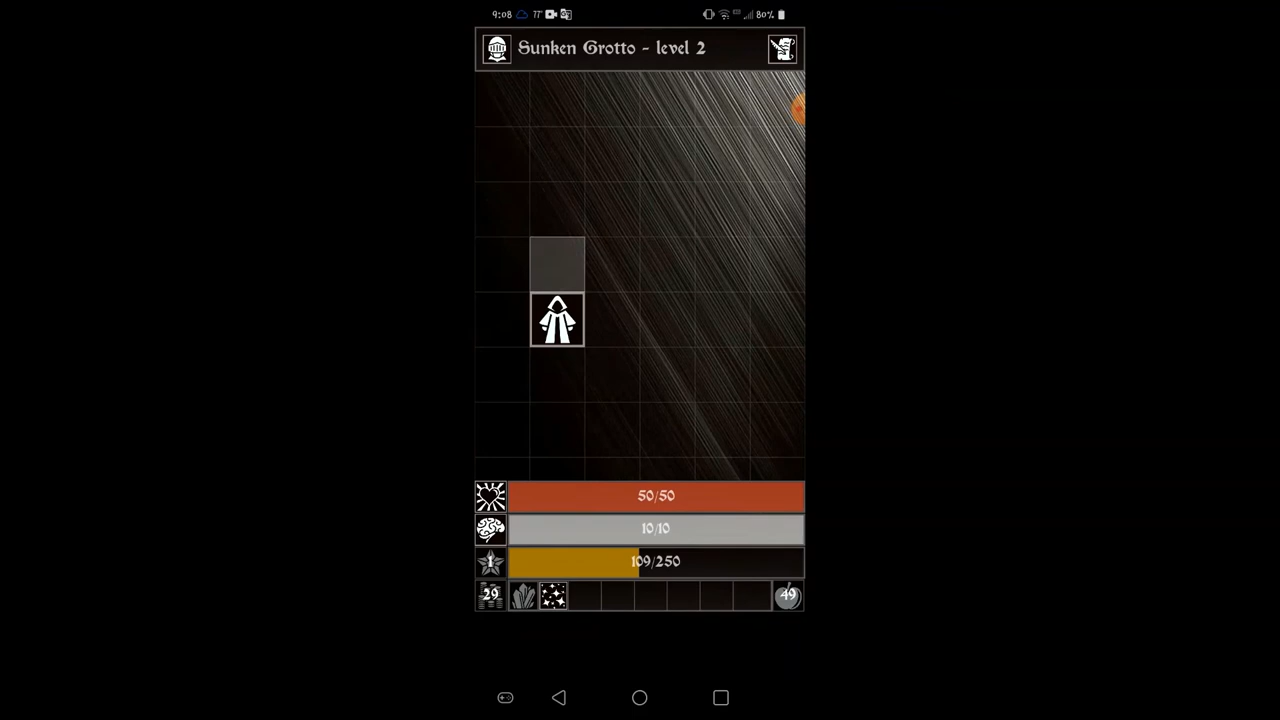 9:08 77° 80%
Sunken Grotto - level 2
50/50
10/10
109/250
29 49